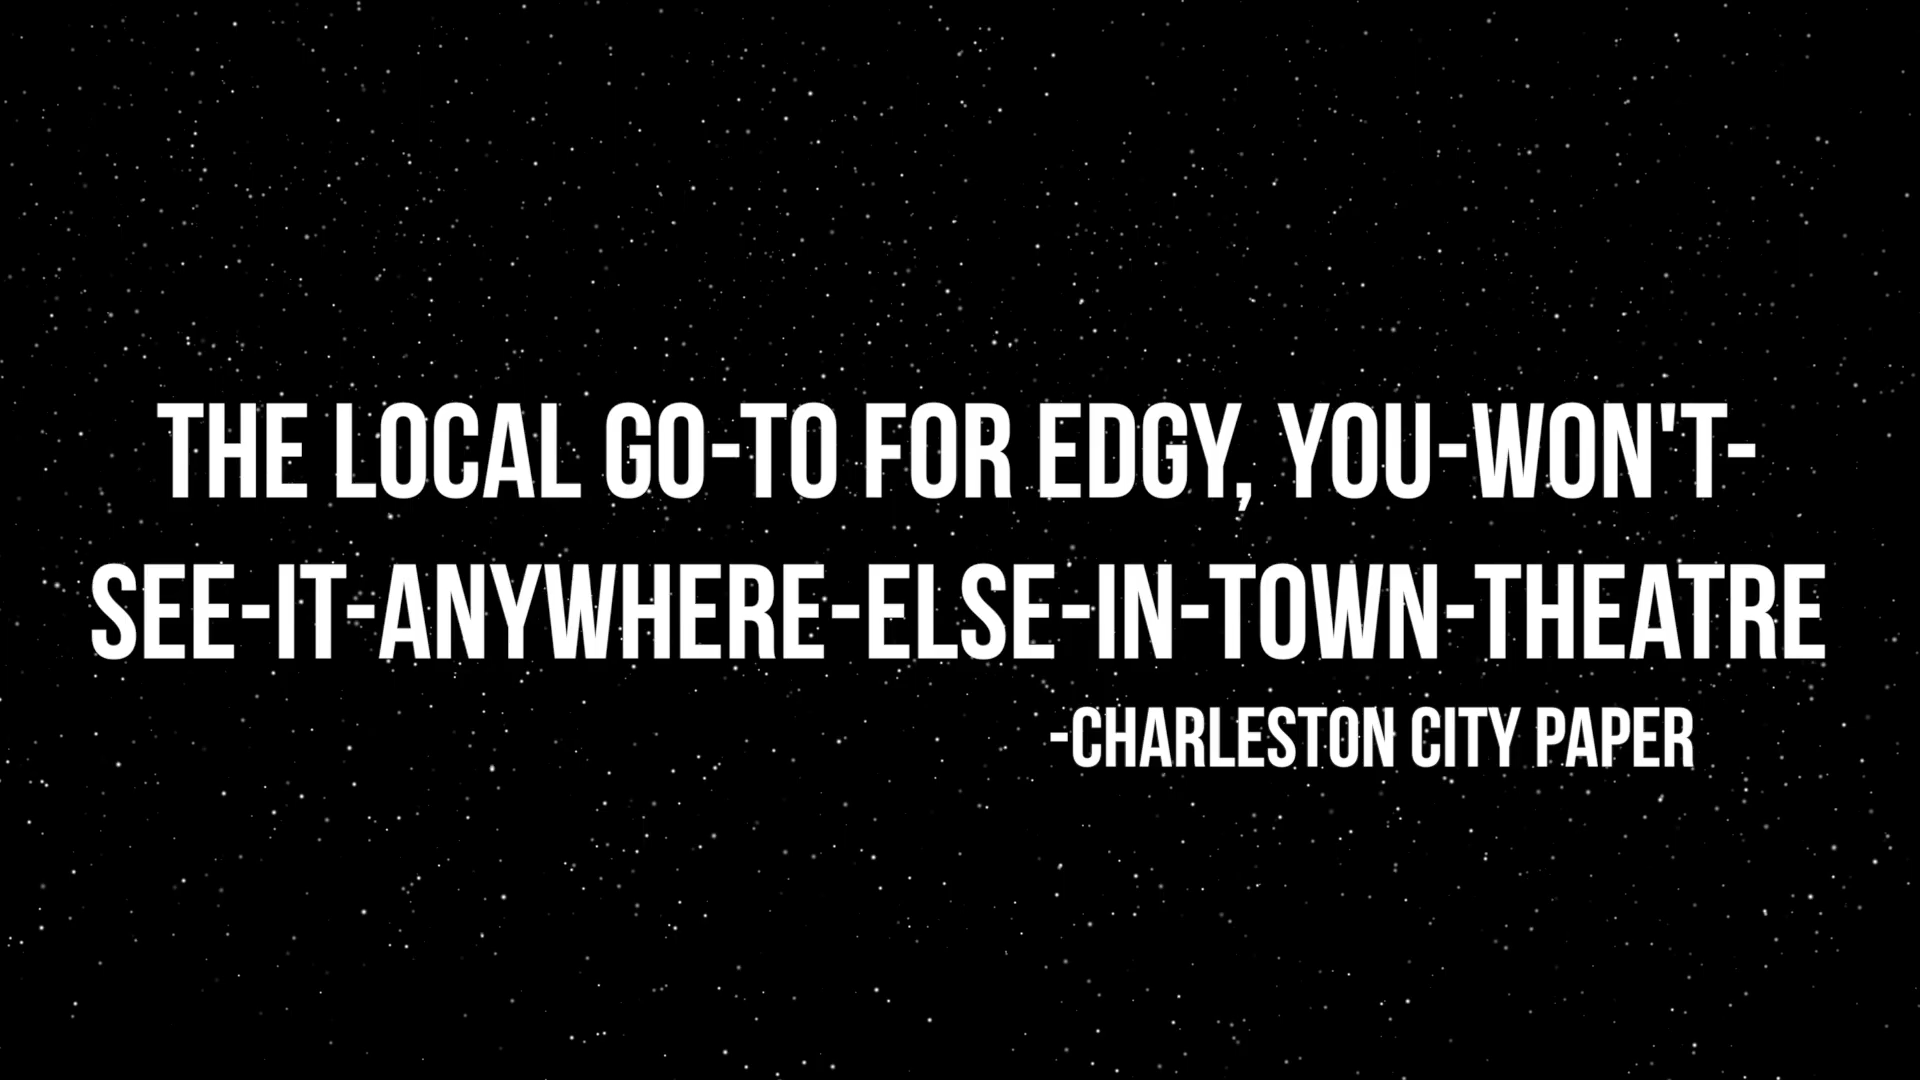 THE LOCAL GO-TO FOR EDGY, YOU-WON'T-
SEE-IT-ANYWHERE-ELSE-IN-TOWN-THEATRE
-CHARLESTON CITY PAPER